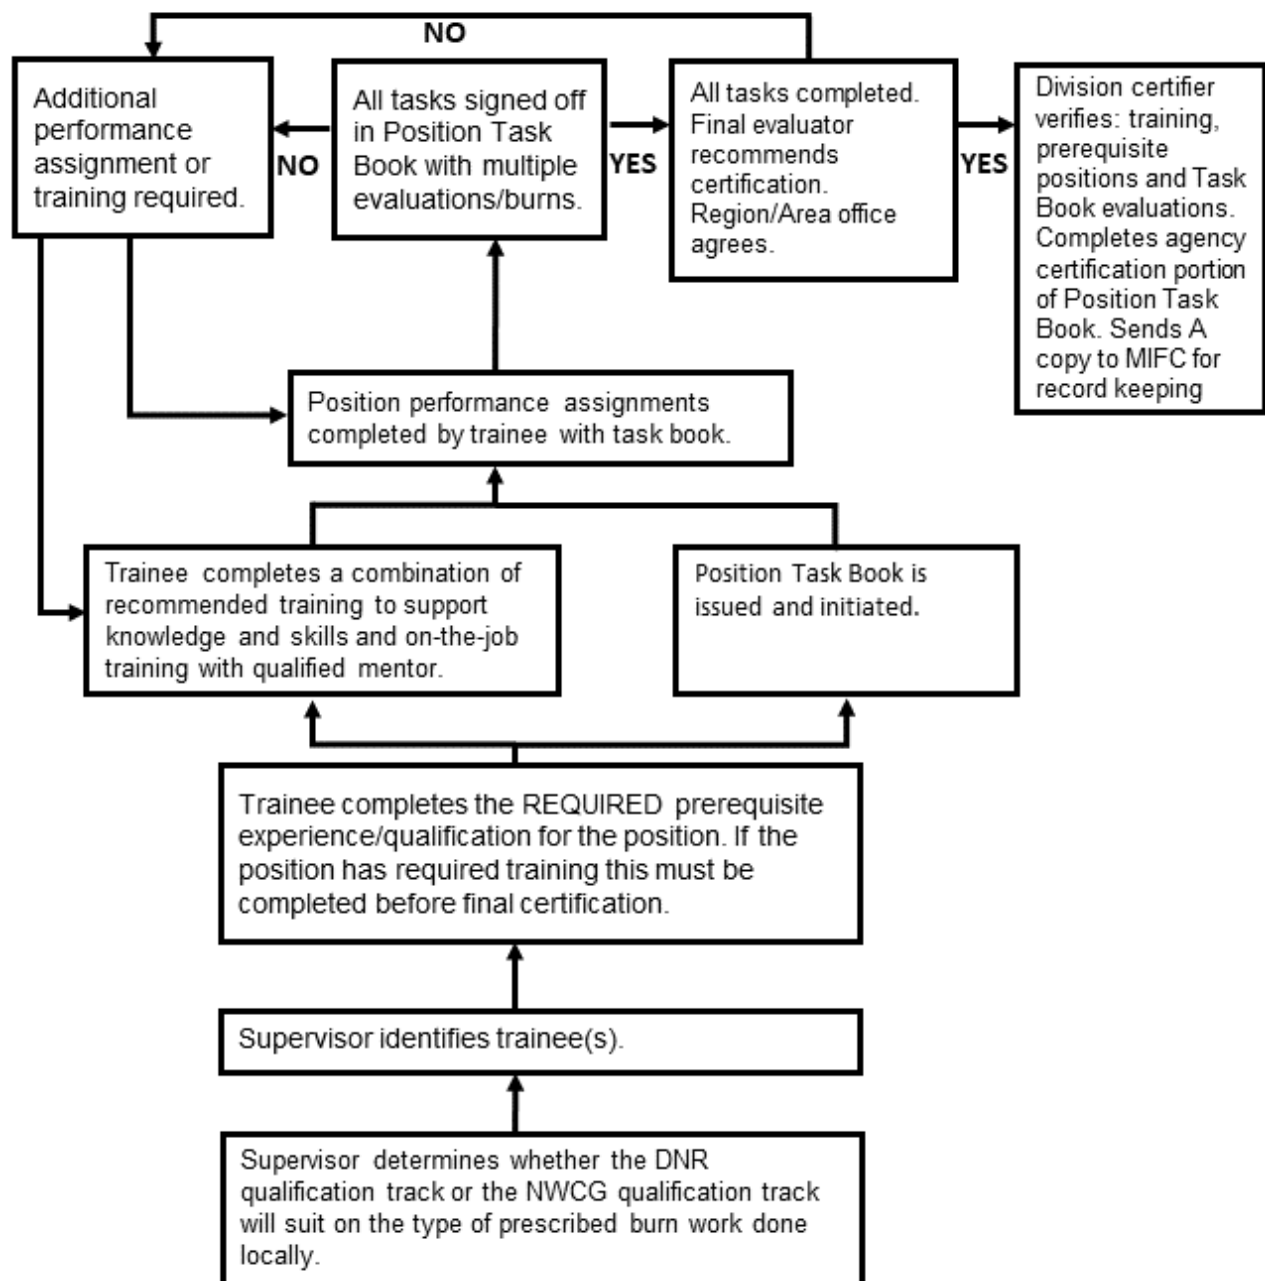 NO
Additional
performance
assignment or
training required.
NO
All tasks signed off
in Position Task
Book with multiple
evaluations/burns.
YES
All tasks completed.
Final evaluator
recommends
certification.
Region/Area office
agrees.
YES
Division certifier
verifies: training,
prerequisite
positions and Task
Book evaluations.
Completes agency
certification portion
of Position Task
Book. Sends A
copy to MIFC for
record keeping
Position performance assignments
completed by trainee with task book.
Trainee completes a combination of
recommended training to support
knowledge and skills and on-the-job
training with qualified mentor.
Position Task Book is
issued and initiated.
Trainee completes the REQUIRED prerequisite
experience/qualification for the position. If the
position has required training this must be
completed before final certification.
Supervisor identifies trainee(s).
Supervisor determines whether the DNR
qualification track or the NWCG qualification track
will suit on the type of prescribed burn work done
locally.